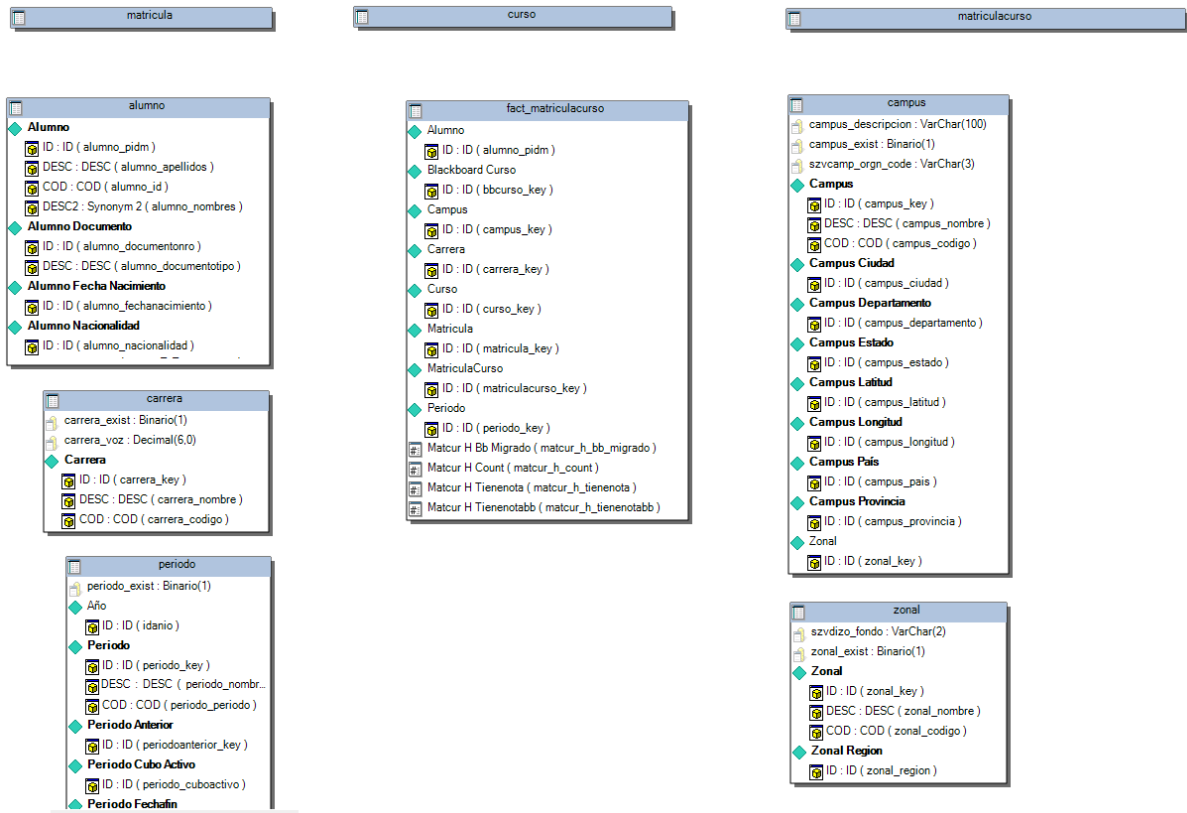 matricula
curso
matriculacurso
alumno
Alumno
ID : ID ( alumno_pidm )
DESC : DESC ( alumno_apellidos )
COD : COD ( alumno_id )
DESC2 : Synonym 2 ( alumno_nombres )
Alumno Documento
ID : ID ( alumno_documentonro )
DESC : DESC ( alumno_documentotipo )
Alumno Fecha Nacimiento
ID : ID ( alumno_fechanacimiento )
Alumno Nacionalidad
ID : ID ( alumno_nacionalidad )
carrera
carrera_exist : Binario(1)
carrera_voz : Decimal(6,0)
Carrera
ID : ID ( carrera_key )
DESC : DESC ( carrera_nombre )
COD : COD ( carrera_codigo )
periodo
periodo_exist : Binario(1)
Año
ID : ID ( idanio )
Periodo
ID : ID ( periodo_key )
DESC : DESC ( periodo_nombr...
COD : COD ( periodo_periodo )
Periodo Anterior
ID : ID ( periodoanterior_key )
Periodo Cubo Activo
ID : ID ( periodo_cuboactivo )
Periodo Fechafin
fact_matriculacurso
Alumno
ID : ID ( alumno_pidm )
Blackboard Curso
ID : ID ( bbcurso_key )
Campus
ID : ID ( campus_key )
Carrera
ID : ID ( carrera_key )
Curso
ID : ID ( curso_key )
Matricula
ID : ID ( matricula_key )
MatriculaCurso
ID : ID ( matriculacurso_key )
Periodo
ID : ID ( periodo_key )
Matcur H Bb Migrado ( matcur_h_bb_migrado )
Matcur H Count ( matcur_h_count )
Matcur H Tienenota ( matcur_h_tienenota )
Matcur H Tienenotabb ( matcur_h_tienenotabb )
campus
campus_descripcion : VarChar(100)
campus_exist : Binario(1)
szvcamp_orgn_code : VarChar(3)
Campus
ID : ID ( campus_key )
DESC : DESC ( campus_nombre )
COD : COD ( campus_codigo )
Campus Ciudad
ID : ID ( campus_ciudad )
Campus Departamento
ID : ID ( campus_departamento )
Campus Estado
ID : ID ( campus_estado )
Campus Latitud
ID : ID ( campus_latitud )
Campus Longitud
ID : ID ( campus_longitud )
Campus País
ID : ID ( campus_pais )
Campus Provincia
ID : ID ( campus_provincia )
Zonal
ID : ID ( zonal_key )
zonal
szvdizo_fondo : VarChar(2)
zonal_exist : Binario(1)
Zonal
ID : ID ( zonal_key )
DESC : DESC ( zonal_nombre )
COD : COD ( zonal_codigo )
Zonal Region
ID : ID ( zonal_region )